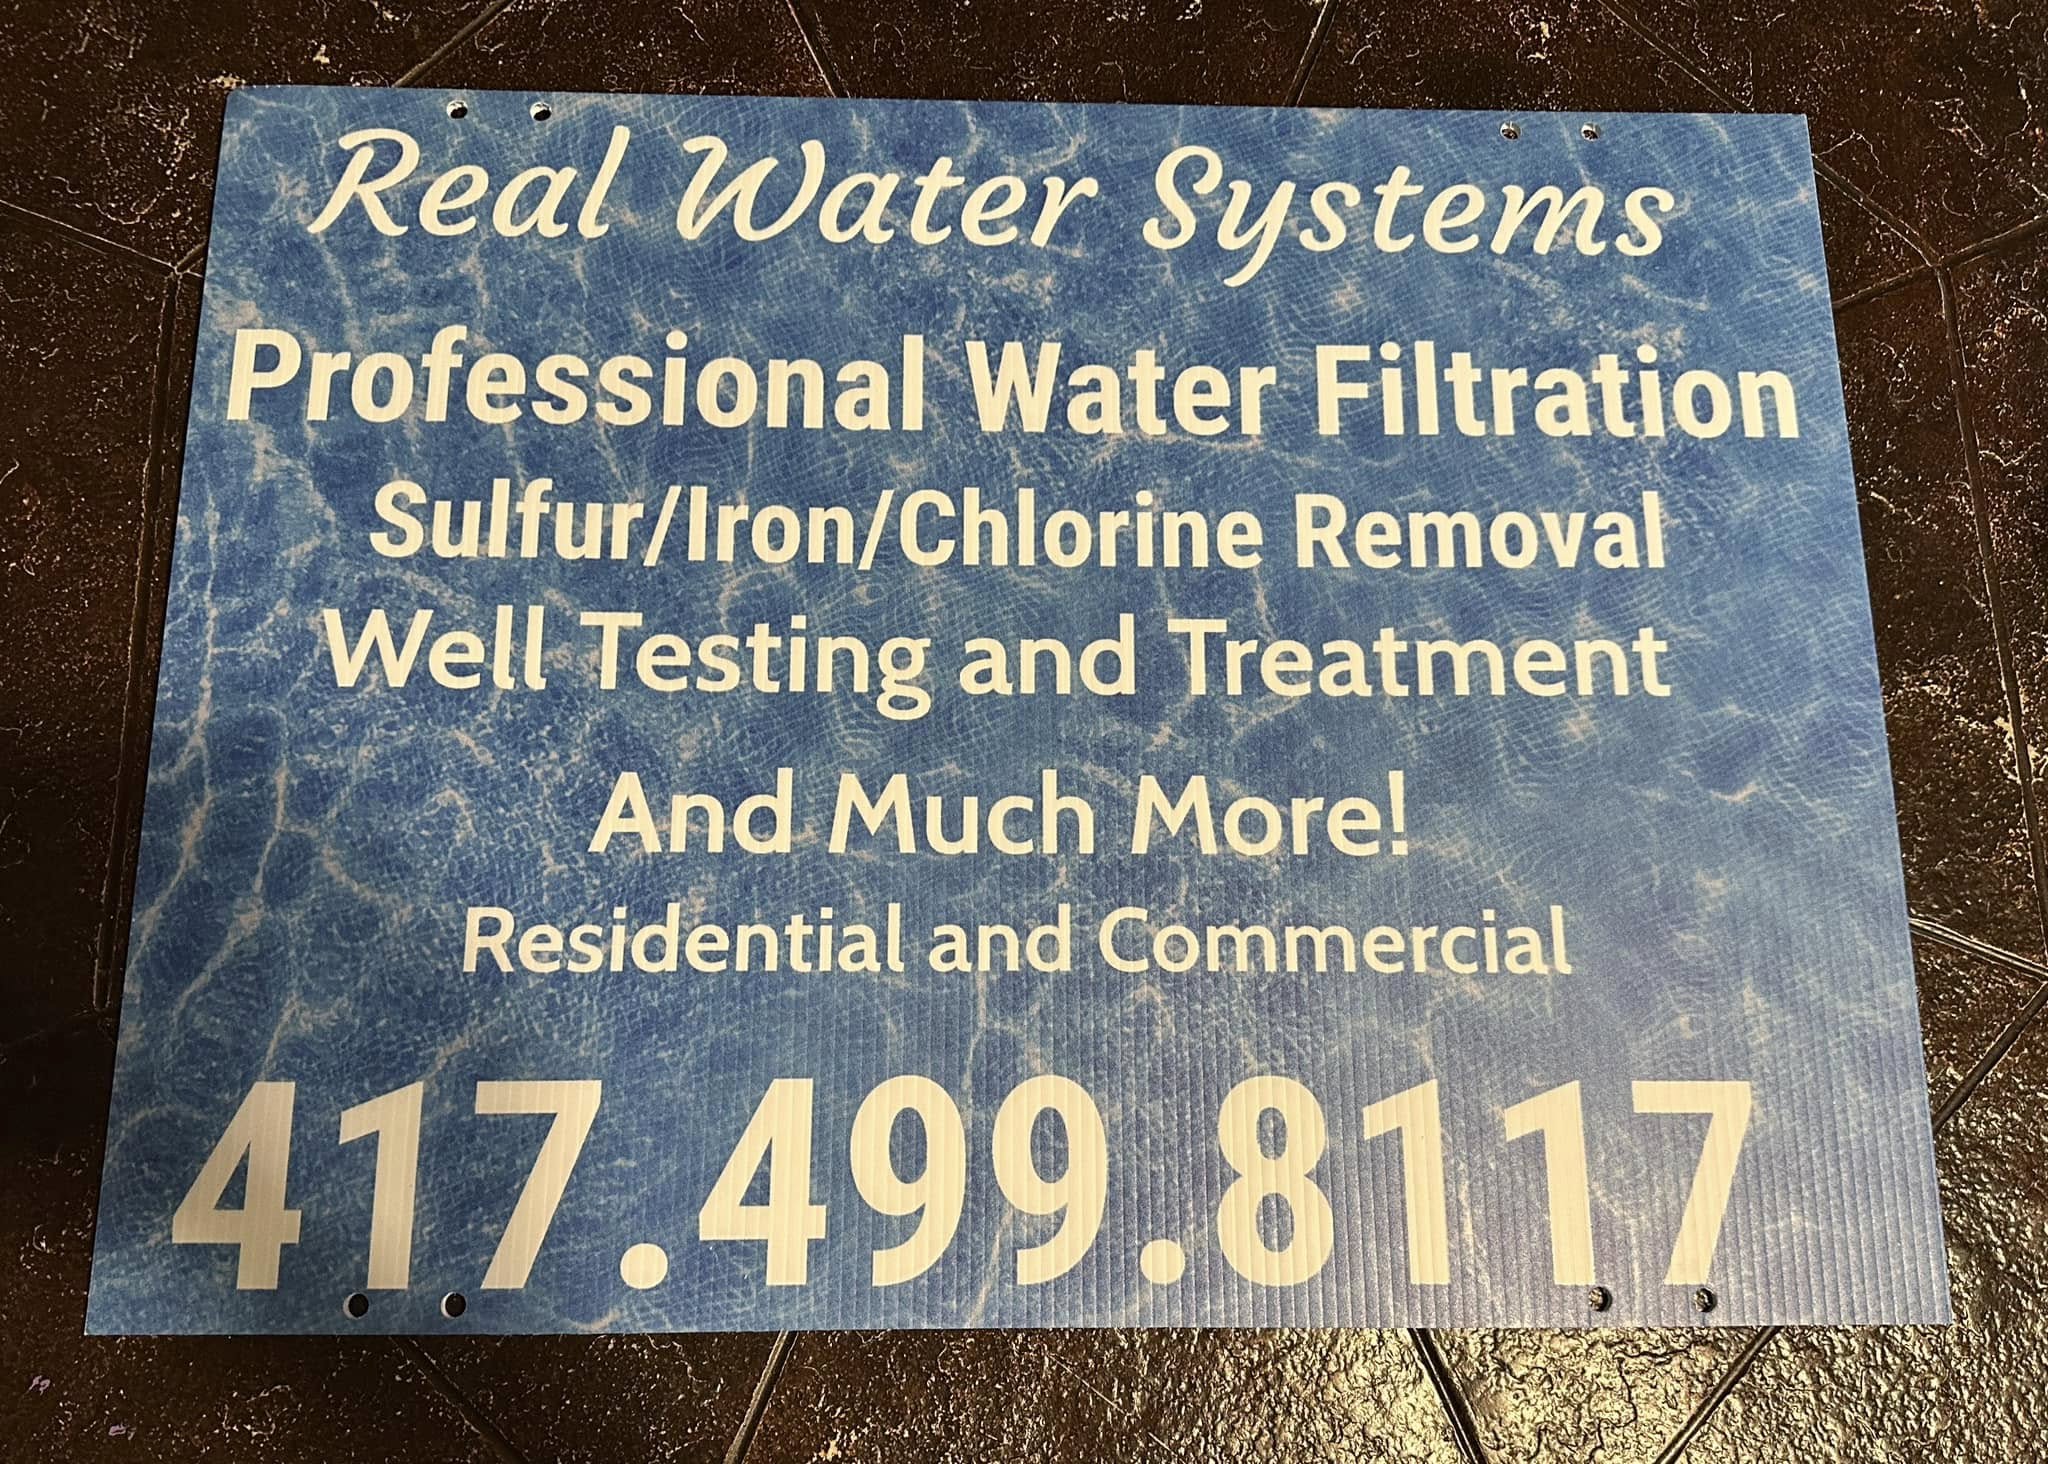 Real Water Systems
Professional Water Filtration
Sulfur/Iron/Chlorine Removal
Well Testing and Treatment
And Much More!
Residential and Commercial
417.499.8117